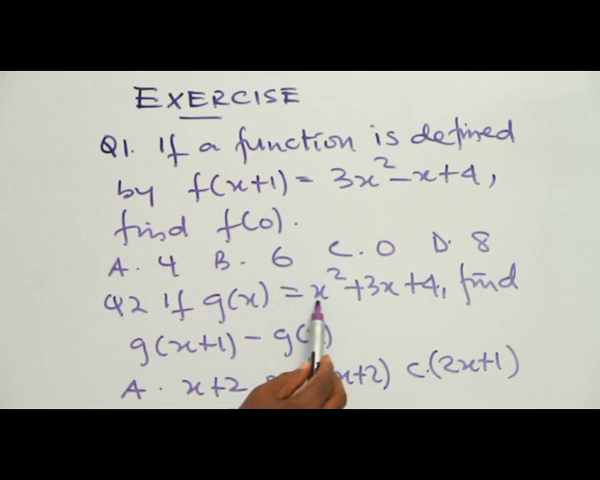 EXERCISE
Q1. If a function is defined
by f(x+1) = 3x²-x+4,
find f(0).
A. 4 B. 6 C. 0 D. 8
Q2 If g(x) = x²+3x+4, find
g(x+1) - g(
A. x+2 x+2) C.(2x+1)